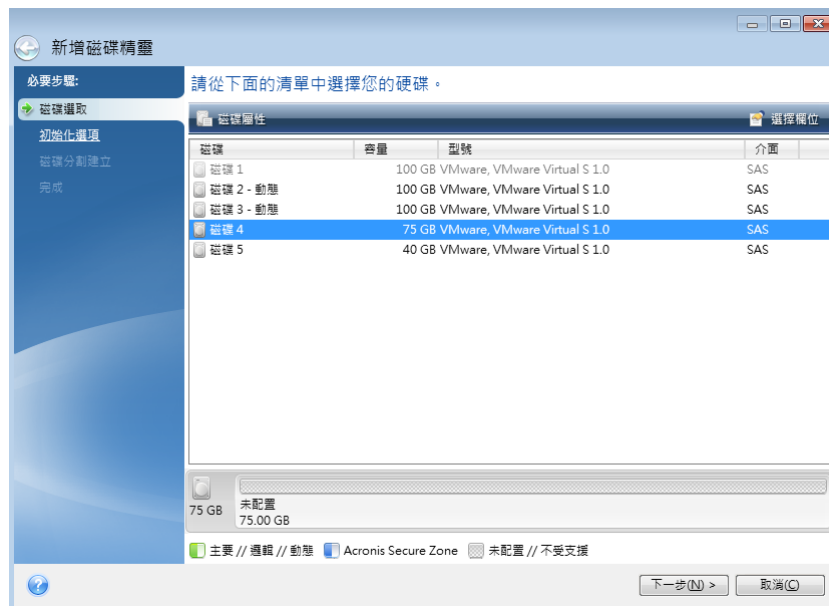 新增磁碟精靈
必要步驟:
磁碟選取
初始化選項
磁碟分割建立
完成
請從下面的清單中選擇您的硬碟。
磁碟屬性 選擇欄位
磁碟 容量 型號 介面
磁碟 1 100 GB VMware, VMware Virtual S 1.0 SAS
磁碟 2 - 動態 100 GB VMware, VMware Virtual S 1.0 SAS
磁碟 3 - 動態 100 GB VMware, VMware Virtual S 1.0 SAS
磁碟 4 75 GB VMware, VMware Virtual S 1.0 SAS
磁碟 5 40 GB VMware, VMware Virtual S 1.0 SAS
75 GB 未配置
75.00 GB
主要 // 邏輯 // 動態 Acronis Secure Zone 未配置 // 不受支援
下一步(N) > 取消(C)